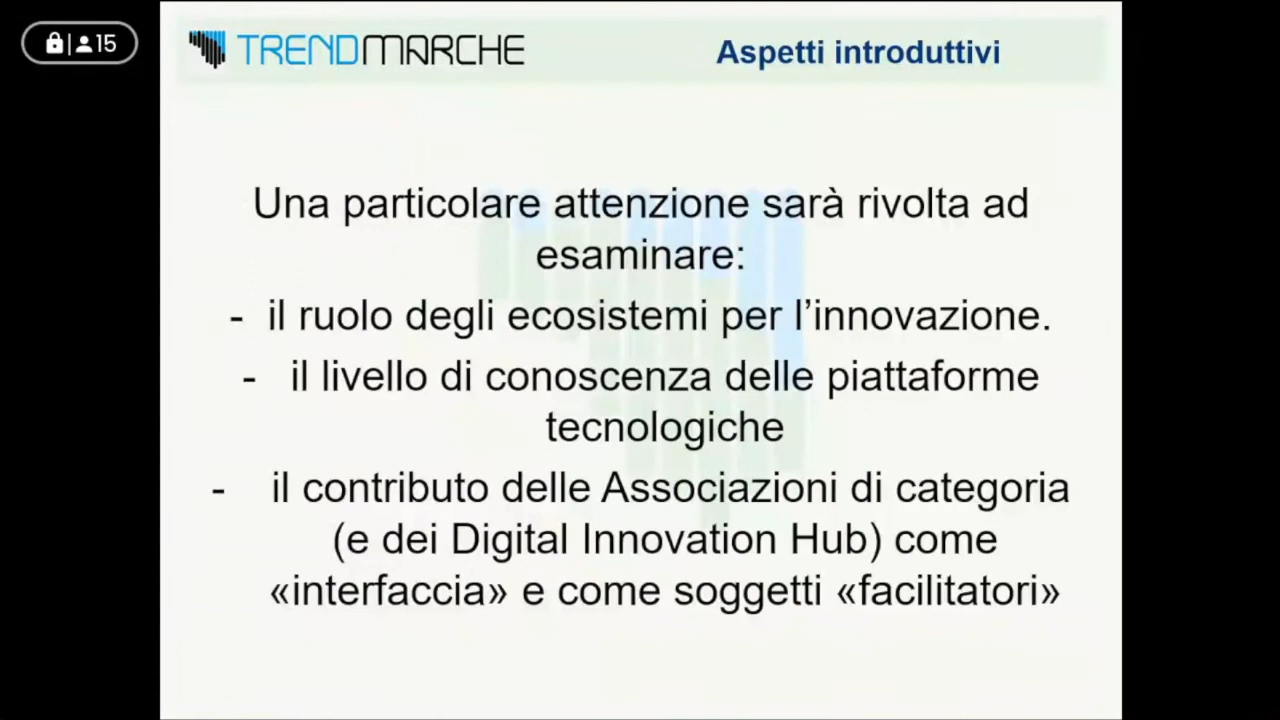 15
TRENDMARCHE
Aspetti introduttivi
Una particolare attenzione sarà rivolta ad
esaminare:
- il ruolo degli ecosistemi per l’innovazione.
- il livello di conoscenza delle piattaforme
tecnologiche
- il contributo delle Associazioni di categoria
(e dei Digital Innovation Hub) come
«interfaccia» e come soggetti «facilitatori»